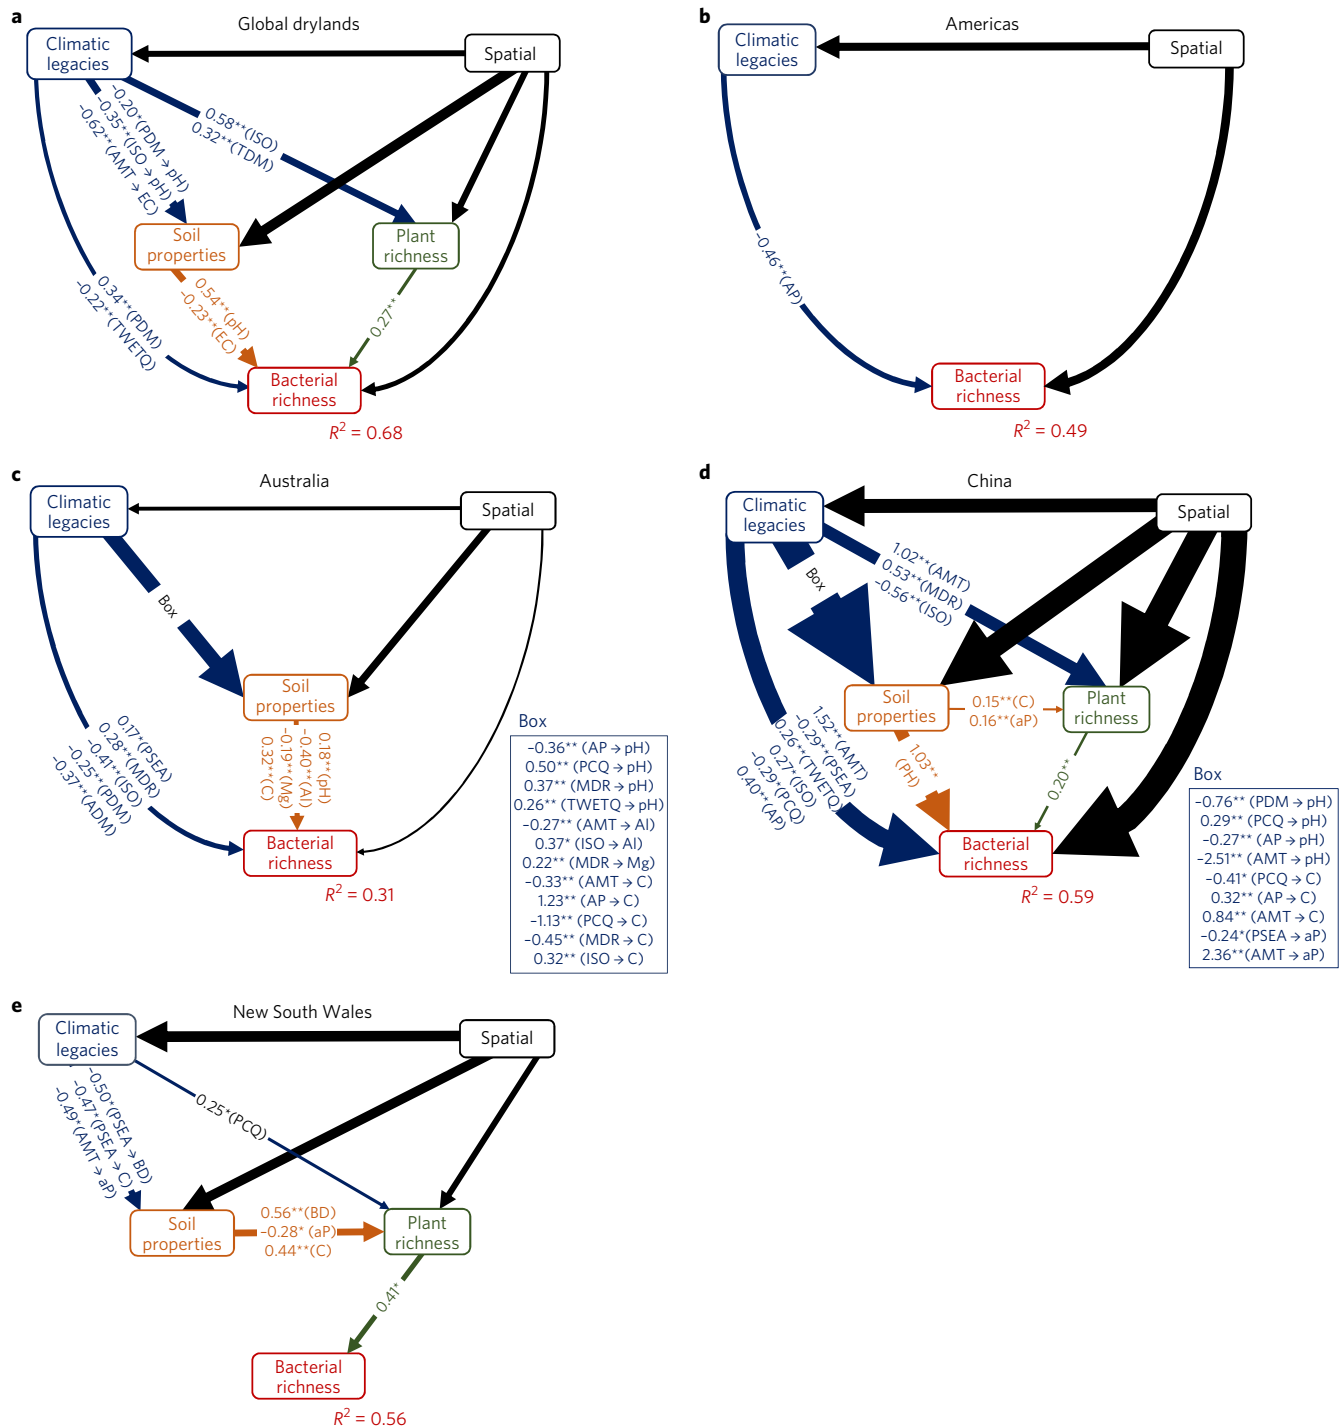 a
Global drylands
Climatic
legacies
Spatial
–0.20*(PDM → pH)
–0.35**(ISO → pH)
–0.62**(AMT → EC)
0.58**(ISO)
0.32**(TDM)
Soil
properties
Plant
richness
0.34**(PDM)
–0.22**(TWETQ)
0.54**(pH)
–0.23**(EC)
0.27**
Bacterial
richness
R² = 0.68
b
Americas
Climatic
legacies
Spatial
–0.46**(AP)
Bacterial
richness
R² = 0.49
c
Australia
Climatic
legacies
Spatial
Box
Soil
properties
0.17*(PSEA)
0.28**(MDR)
–0.41**(ISO)
–0.25**(PDM)
–0.37**(ADM)
0.18**(pH)
–0.40**(Al)
–0.19**(Mg)
0.32**(C)
Bacterial
richness
R² = 0.31
Box
–0.36** (AP → pH)
0.50** (PCQ → pH)
0.37** (MDR → pH)
0.26** (TWETQ → pH)
–0.27** (AMT → Al)
0.37* (ISO → Al)
0.22** (MDR → Mg)
–0.33** (AMT → C)
1.23** (AP → C)
–1.13** (PCQ → C)
–0.45** (MDR → C)
0.32** (ISO → C)
d
China
Climatic
legacies
Spatial
Box
1.02**(AMT)
0.53**(MDR)
–0.56**(ISO)
Soil
properties
0.15**(C)
0.16**(aP)
Plant
richness
1.52**(AMT)
–0.29**(PSEA)
0.26**(TWETQ)
0.27*(ISO)
–0.29*(PCQ)
0.40**(AP)
1.03**
(PH)
0.20**
Bacterial
richness
R² = 0.59
Box
–0.76** (PDM → pH)
0.29** (PCQ → pH)
–0.27** (AP → pH)
–2.51** (AMT → pH)
–0.41* (PCQ → C)
0.32** (AP → C)
0.84** (AMT → C)
–0.24*(PSEA → aP)
2.36**(AMT → aP)
e
New South Wales
Climatic
legacies
Spatial
–0.50*(PSEA → BD)
–0.47*(PSEA → C)
–0.49*(AMT → aP)
0.25*(PCQ)
Soil
properties
0.56**(BD)
–0.28* (aP)
0.44**(C)
Plant
richness
0.41*
Bacterial
richness
R² = 0.56